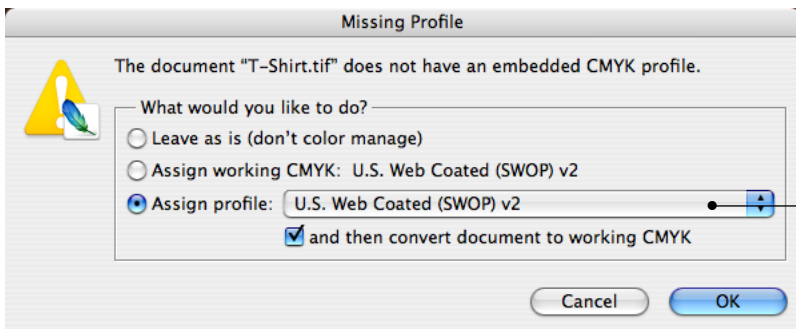 Missing Profile
The document “T-Shirt.tif” does not have an embedded CMYK profile.
What would you like to do?
Leave as is (don't color manage)
Assign working CMYK: U.S. Web Coated (SWOP) v2
Assign profile: U.S. Web Coated (SWOP) v2
and then convert document to working CMYK
Cancel OK